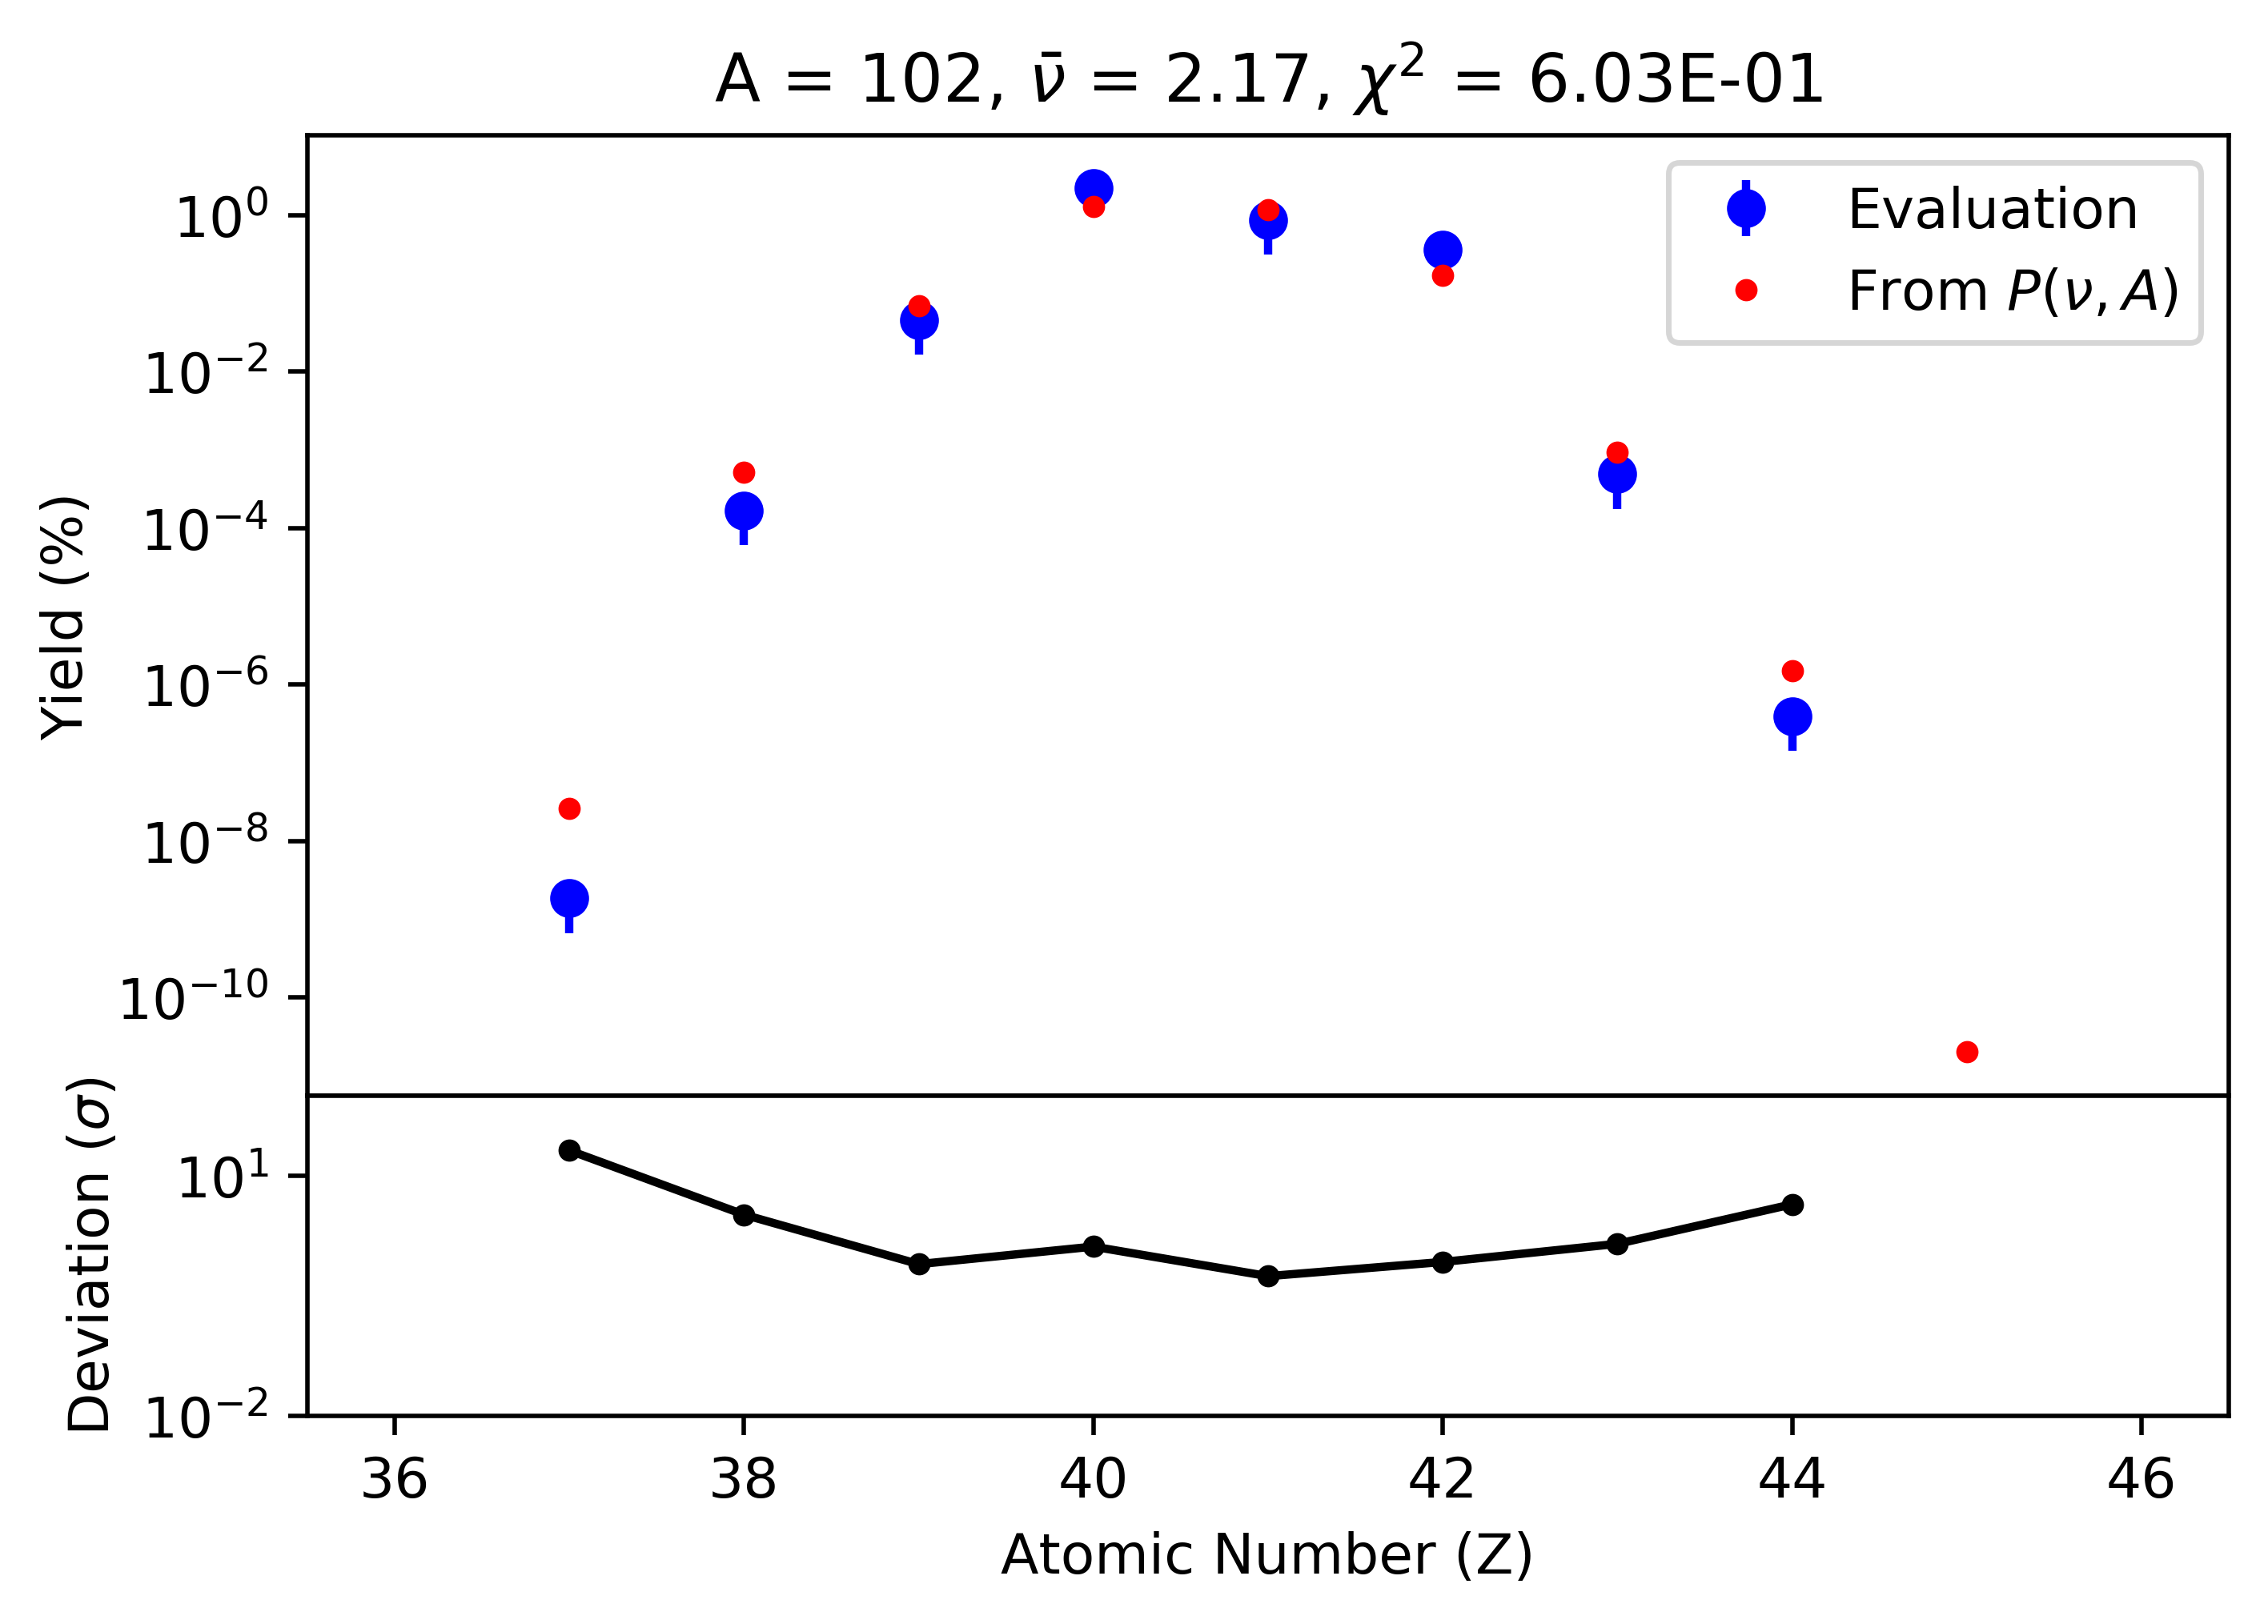 A = 102, ν̄ = 2.17, χ² = 6.03E-01
Evaluation
From P(ν, A)
Yield (%)
10⁰
10⁻²
10⁻⁴
10⁻⁶
10⁻⁸
10⁻¹⁰
Deviation (σ)
10¹
10⁻²
36 38 40 42 44 46
Atomic Number (Z)